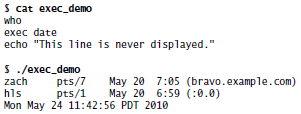 $ cat exec_demo
who
exec date
echo "This line is never displayed."
$ ./exec_demo
zach pts/7 May 20 7:05 (bravo.example.com)
hls pts/1 May 20 6:59 (:0.0)
Mon May 24 11:42:56 PDT 2010